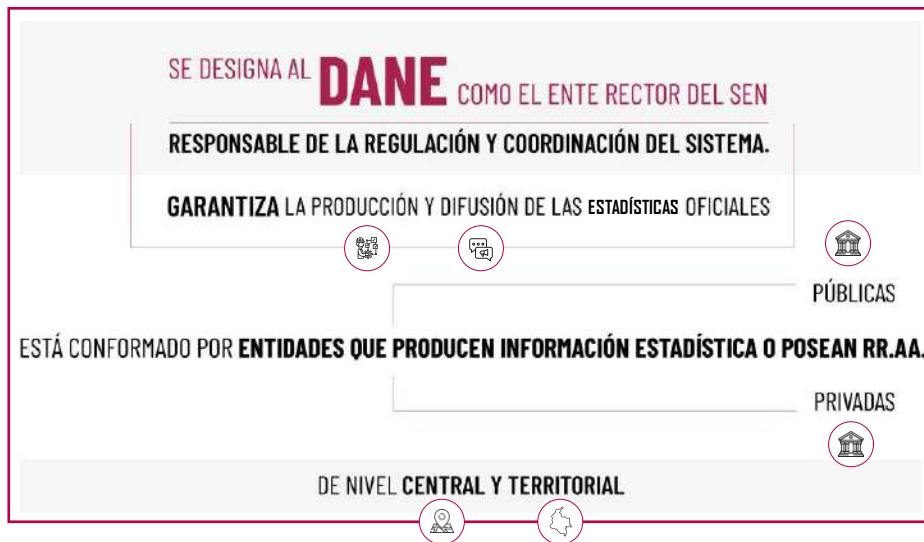 SE DESIGNA AL DANE COMO EL ENTE RECTOR DEL SEN
RESPONSABLE DE LA REGULACIÓN Y COORDINACIÓN DEL SISTEMA.
GARANTIZA LA PRODUCCIÓN Y DIFUSIÓN DE LAS ESTADÍSTICAS OFICIALES
PÚBLICAS
ESTÁ CONFORMADO POR ENTIDADES QUE PRODUCEN INFORMACIÓN ESTADÍSTICA O POSEAN RR.AA.
PRIVADAS
DE NIVEL CENTRAL Y TERRITORIAL